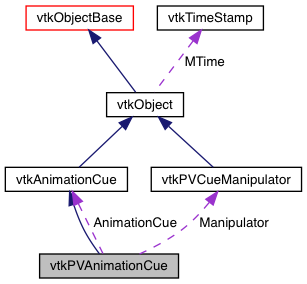 vtkObjectBase
vtkTimeStamp
MTime
vtkObject
vtkAnimationCue
vtkPVCueManipulator
AnimationCue
Manipulator
vtkPVAnimationCue